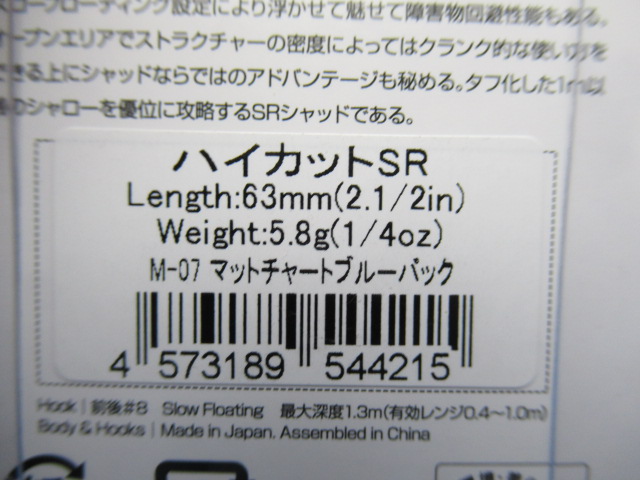 スローフローティング設定により浮かせて魅せて障害物回避性能もある。
オープンエリアでストラクチャーの密度によってはクランク的な使い方を
できる上にシャッドならではのアドバンテージも秘める。タフ化した1m以
のシャローを優位に攻略するSRシャッドである。
ハイカットSR
Length:63mm(2.1/2in)
Weight:5.8g(1/4oz)
M-07 マットチャートブルーバック
4 573189 544215
Hook | 前後#8 Slow Floating 最大深度1.3m(有効レンジ0.4~1.0m)
Body & Hooks | Made in Japan, Assembled in China